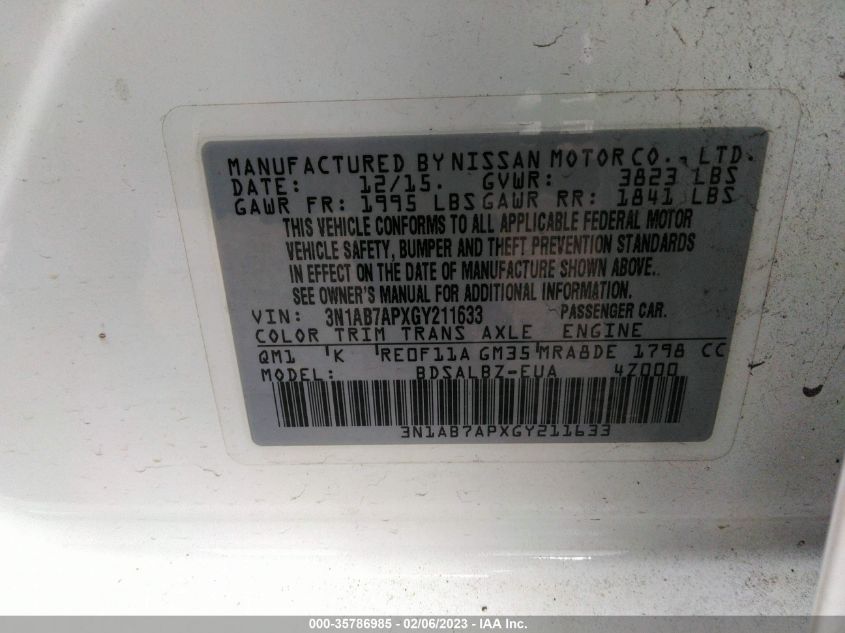 MANUFACTURED BY NISSAN MOTOR CO., LTD.
DATE: 12/15. GVWR: 3823 LBS
GAWR FR: 1995 LBS GAWR RR: 1841 LBS
THIS VEHICLE CONFORMS TO ALL APPLICABLE FEDERAL MOTOR
VEHICLE SAFETY, BUMPER AND THEFT PREVENTION STANDARDS
IN EFFECT ON THE DATE OF MANUFACTURE SHOWN ABOVE.
SEE OWNER'S MANUAL FOR ADDITIONAL INFORMATION.
VIN: 3N1AB7APXGY211633 PASSENGER CAR.
COLOR TRIM TRANS AXLE ENGINE
QM1 K RE0F11A GM35 MRA8DE 1798 CC
MODEL: BDSALBZ-EUA 4Z000
3N1AB7APXGY211633
000-35786985 - 02/06/2023 - IAA, Inc.